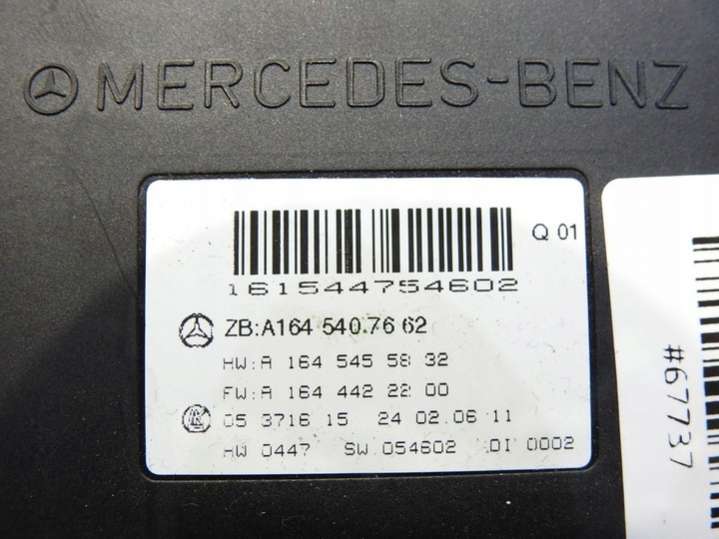 MERCEDES-BENZ
Q 01
161544754602
ZB:A164 540.76 62
HW:A 164 545 58 32
FW:A 164 442 22 00
05 3716 15 24 02.06 11
HW 0447 SW 054602 DI 0002
#67737